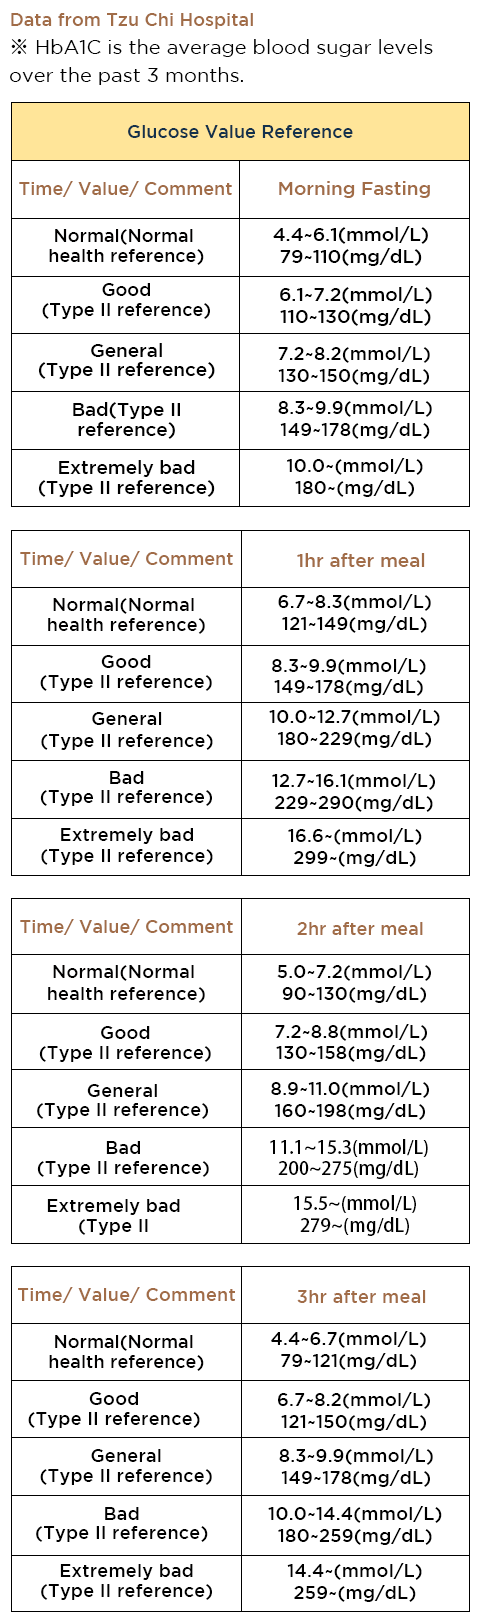 Data from Tzu Chi Hospital
※ HbA1C is the average blood sugar levels
over the past 3 months.
Glucose Value Reference
Time/ Value/ Comment
Morning Fasting
Normal(Normal
health reference)
4.4~6.1(mmol/L)
79~110(mg/dL)
Good
(Type II reference)
6.1~7.2(mmol/L)
110~130(mg/dL)
General
(Type II reference)
7.2~8.2(mmol/L)
130~150(mg/dL)
Bad(Type II
reference)
8.3~9.9(mmol/L)
149~178(mg/dL)
Extremely bad
(Type II reference)
10.0~(mmol/L)
180~(mg/dL)
Time/ Value/ Comment
1hr after meal
Normal(Normal
health reference)
6.7~8.3(mmol/L)
121~149(mg/dL)
Good
(Type II reference)
8.3~9.9(mmol/L)
149~178(mg/dL)
General
(Type II reference)
10.0~12.7(mmol/L)
180~229(mg/dL)
Bad
(Type II reference)
12.7~16.1(mmol/L)
229~290(mg/dL)
Extremely bad
(Type II reference)
16.6~(mmol/L)
299~(mg/dL)
Time/ Value/ Comment
2hr after meal
Normal(Normal
health reference)
5.0~7.2(mmol/L)
90~130(mg/dL)
Good
(Type II reference)
7.2~8.8(mmol/L)
130~158(mg/dL)
General
(Type II reference)
8.9~11.0(mmol/L)
160~198(mg/dL)
Bad
(Type II reference)
11.1~15.3(mmol/L)
200~275(mg/dL)
Extremely bad
(Type II
15.5~(mmol/L)
279~(mg/dL)
Time/ Value/ Comment
3hr after meal
Normal(Normal
health reference)
4.4~6.7(mmol/L)
79~121(mg/dL)
Good
(Type II reference)
6.7~8.2(mmol/L)
121~150(mg/dL)
General
(Type II reference)
8.3~9.9(mmol/L)
149~178(mg/dL)
Bad
(Type II reference)
10.0~14.4(mmol/L)
180~259(mg/dL)
Extremely bad
(Type II reference)
14.4~(mmol/L)
259~(mg/dL)